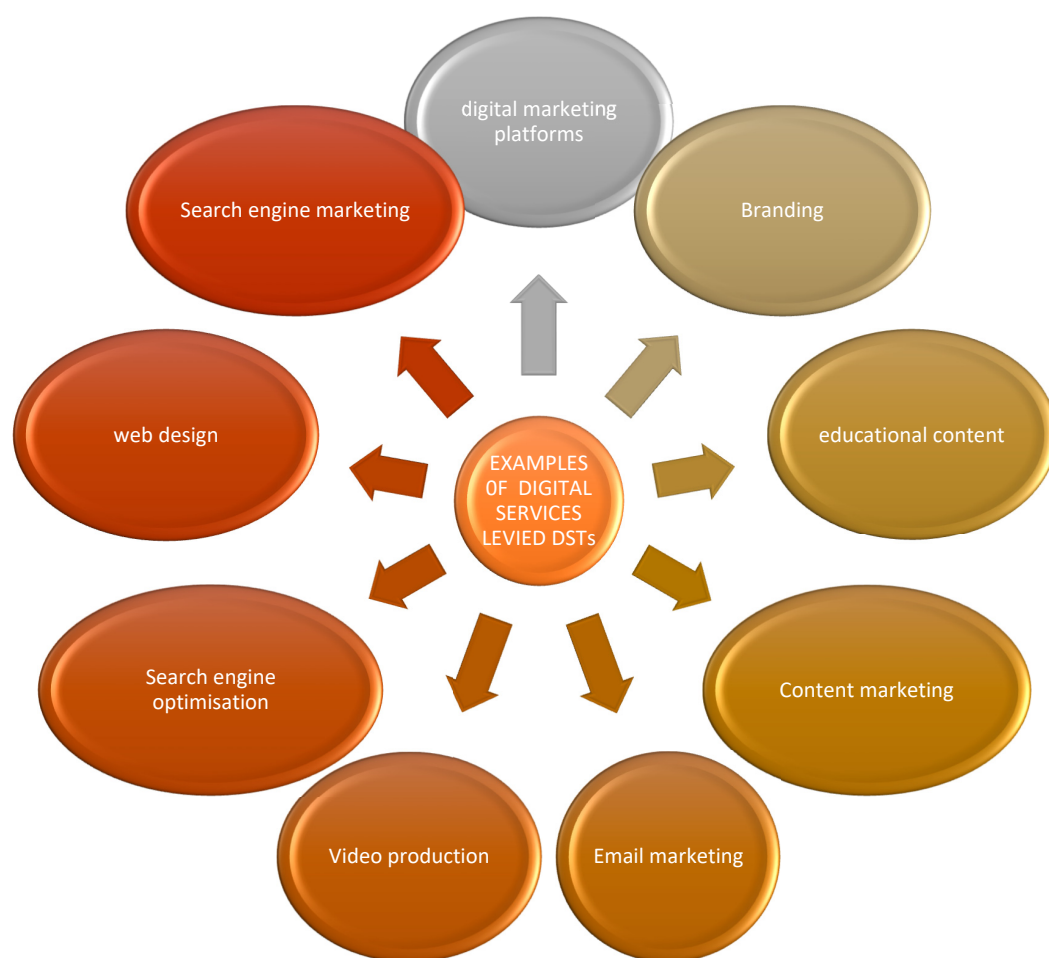 digital marketing
platforms
Branding
educational content
Content marketing
Email marketing
Video production
Search engine
optimisation
web design
Search engine marketing
EXAMPLES
0F DIGITAL
SERVICES
LEVIED DSTs